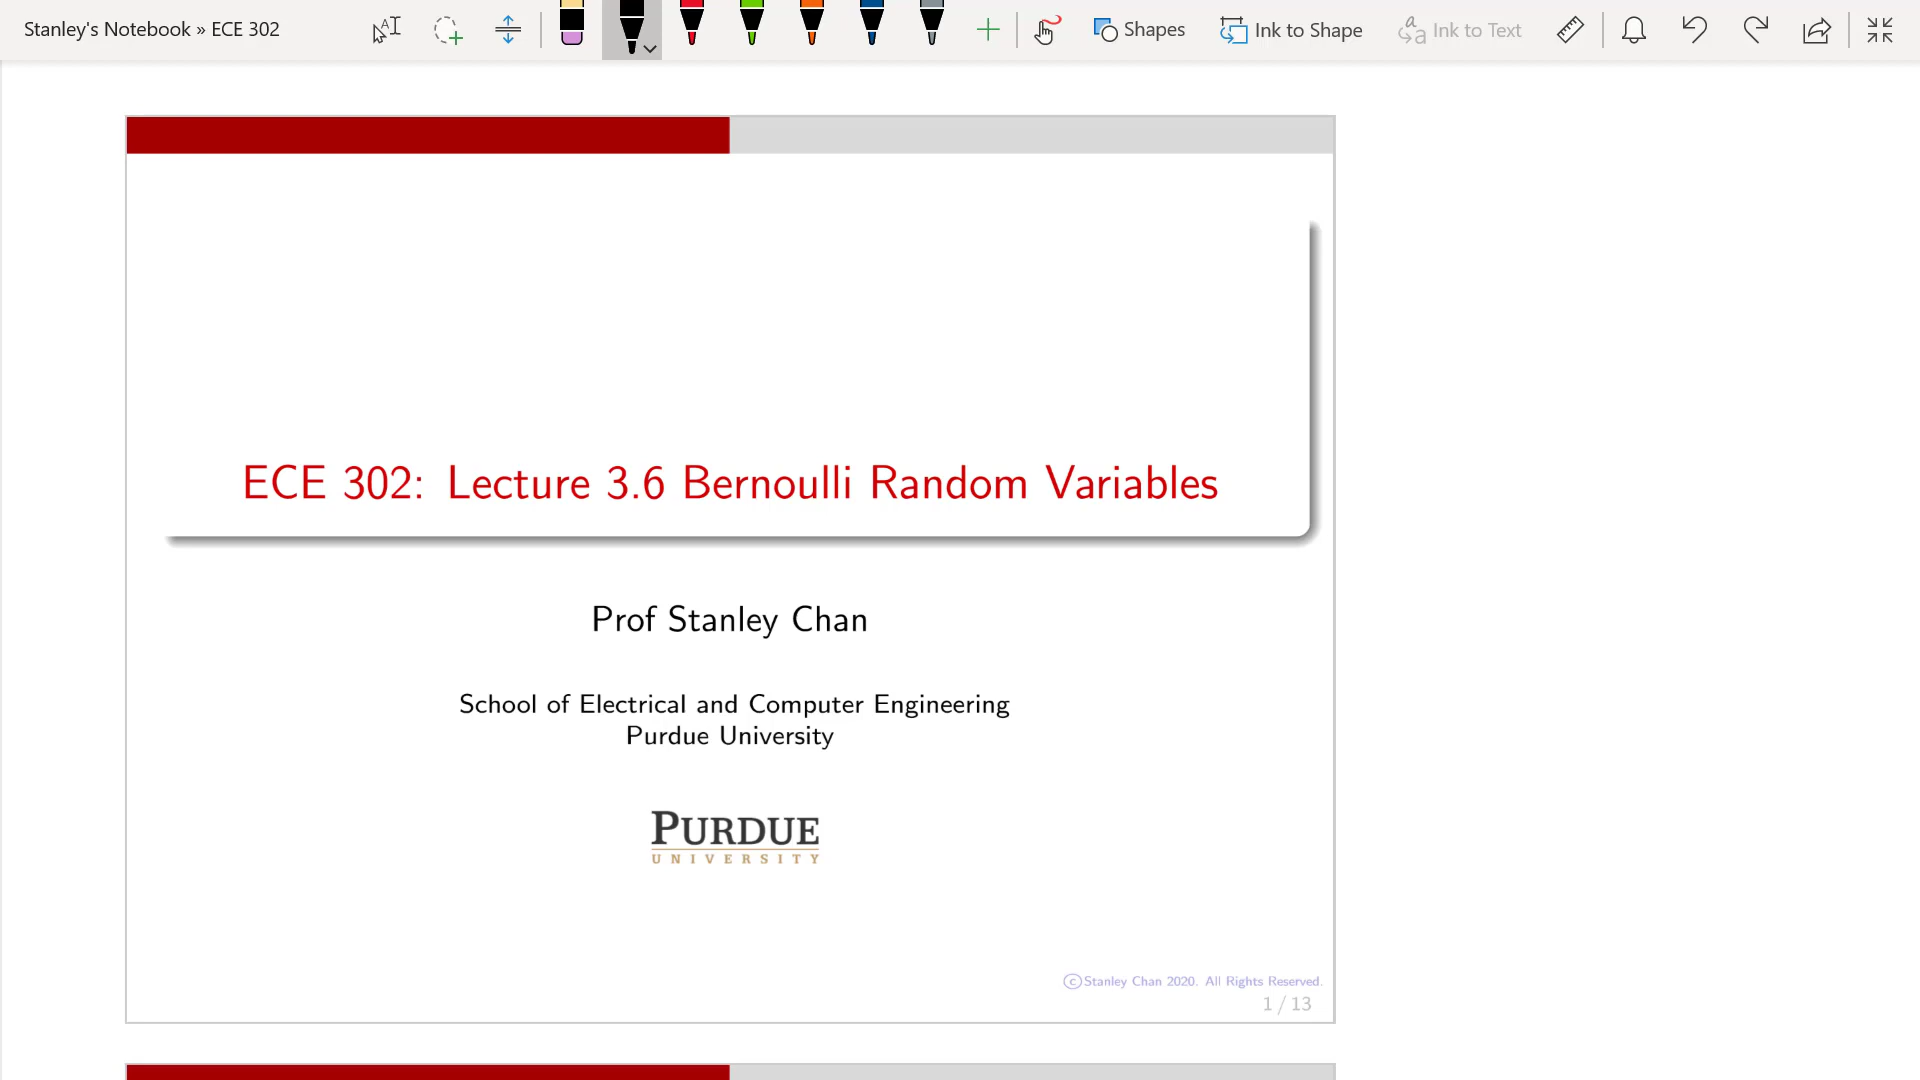 Stanley's Notebook » ECE 302
Shapes
Ink to Shape
Ink to Text
ECE 302: Lecture 3.6 Bernoulli Random Variables
Prof Stanley Chan
School of Electrical and Computer Engineering
Purdue University
PURDUE
UNIVERSITY
©Stanley Chan 2020. All Rights Reserved.
1 / 13